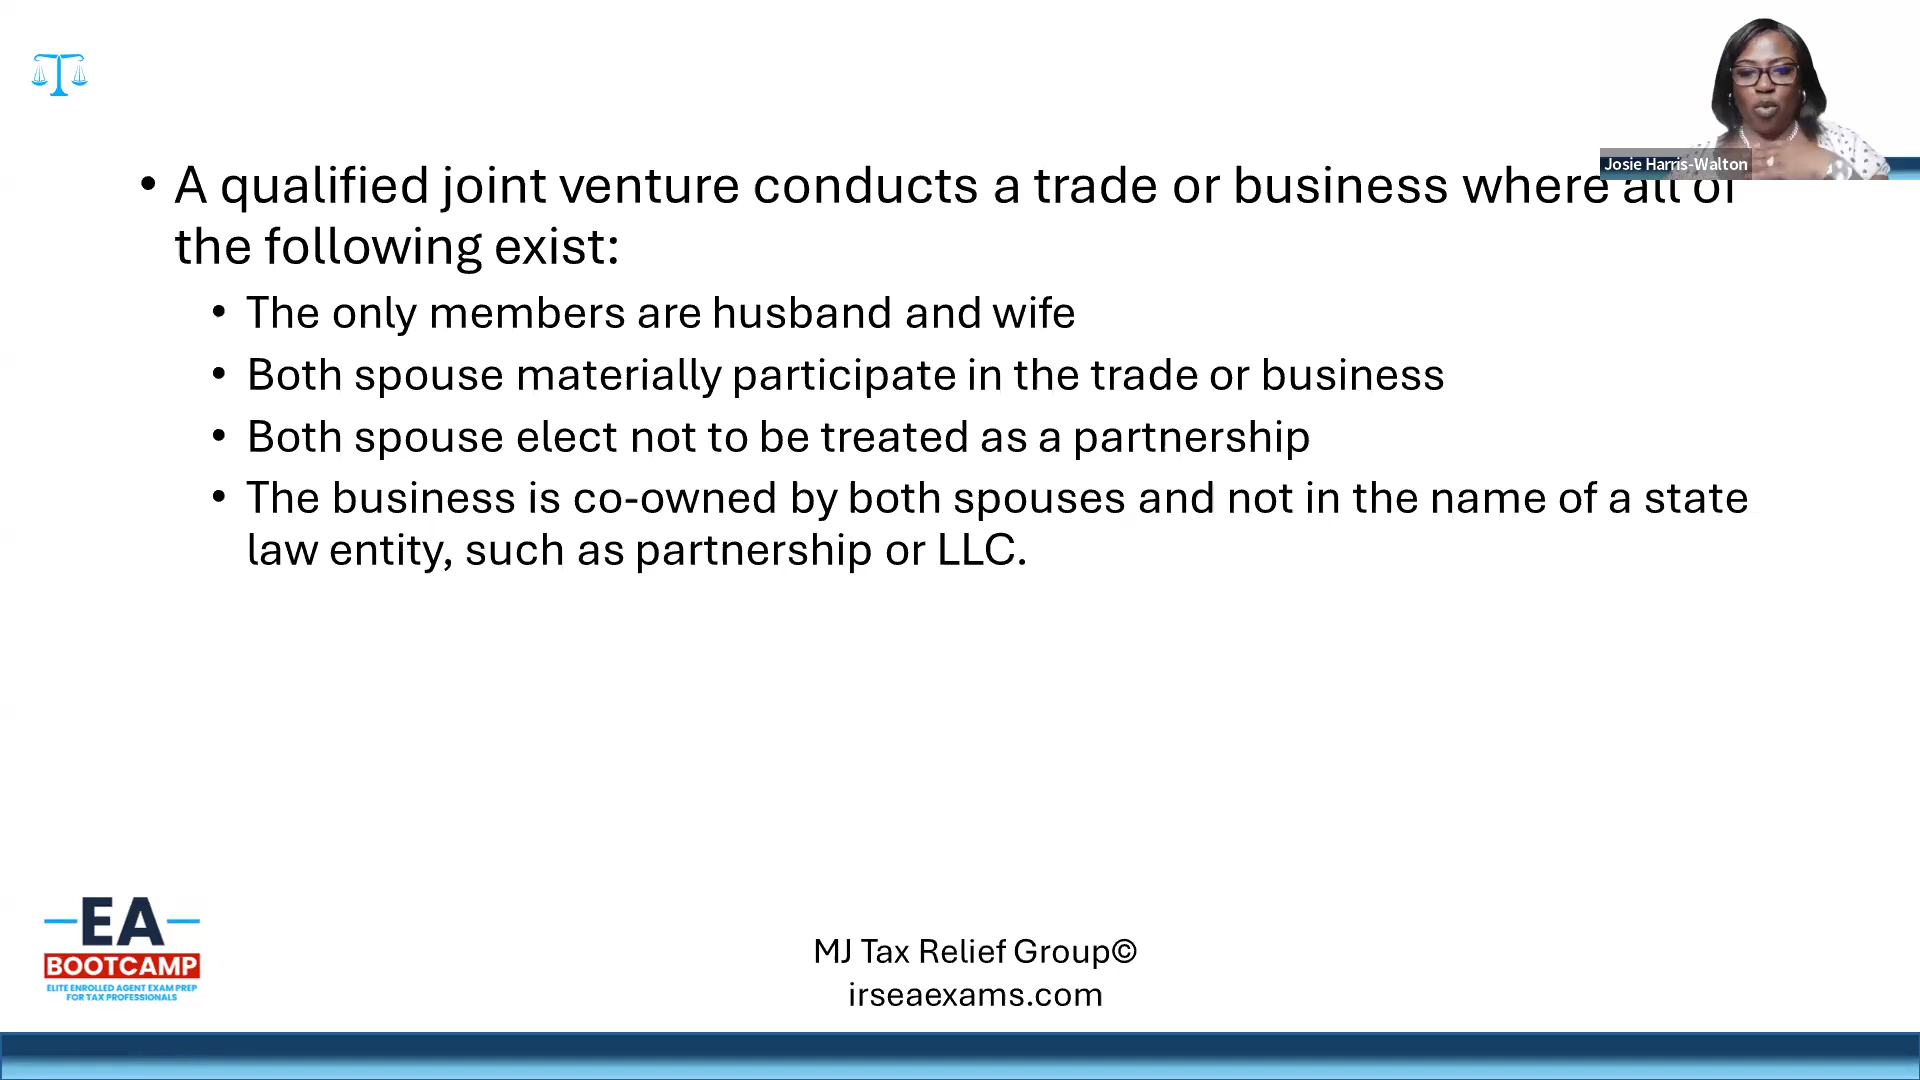 Josie Harris-Walton
• A qualified joint venture conducts a trade or business where all of
the following exist:
• The only members are husband and wife
• Both spouse materially participate in the trade or business
• Both spouse elect not to be treated as a partnership
• The business is co-owned by both spouses and not in the name of a state
law entity, such as partnership or LLC.
EA
BOOTCAMP
ELITE ENROLLED AGENT EXAM PREP
FOR TAX PROFESSIONALS
MJ Tax Relief Group©
irseaexams.com